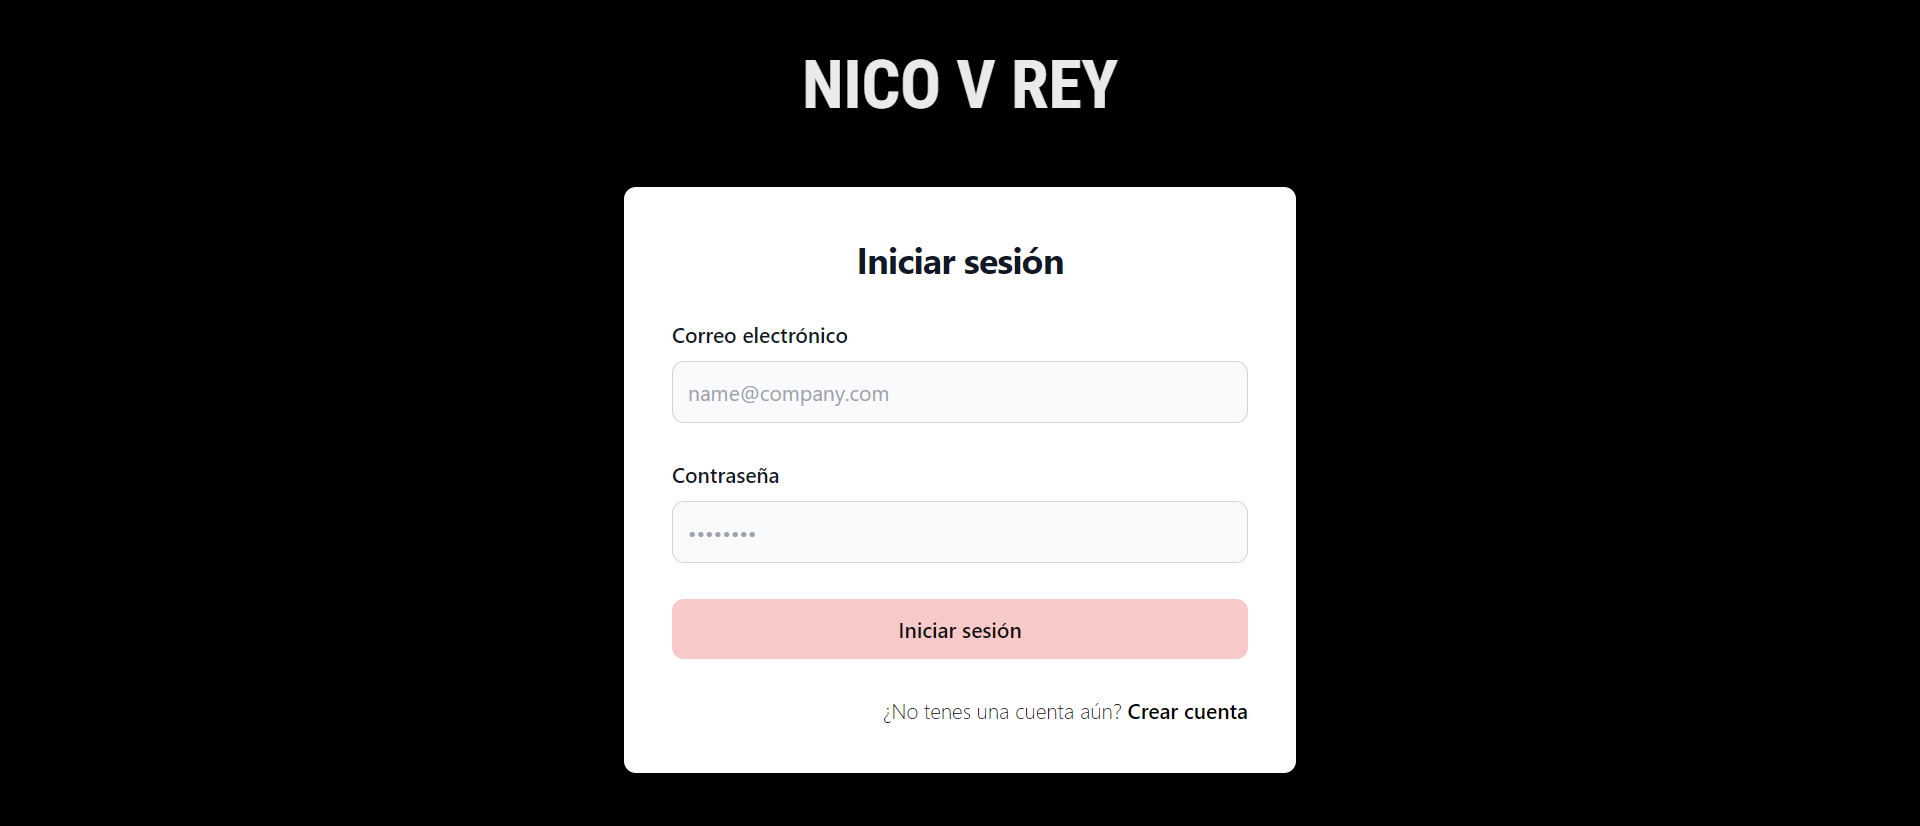 NICO V REY
Iniciar sesión
Correo electrónico
name@company.com
Contraseña
••••••••
Iniciar sesión
¿No tenes una cuenta aún? Crear cuenta